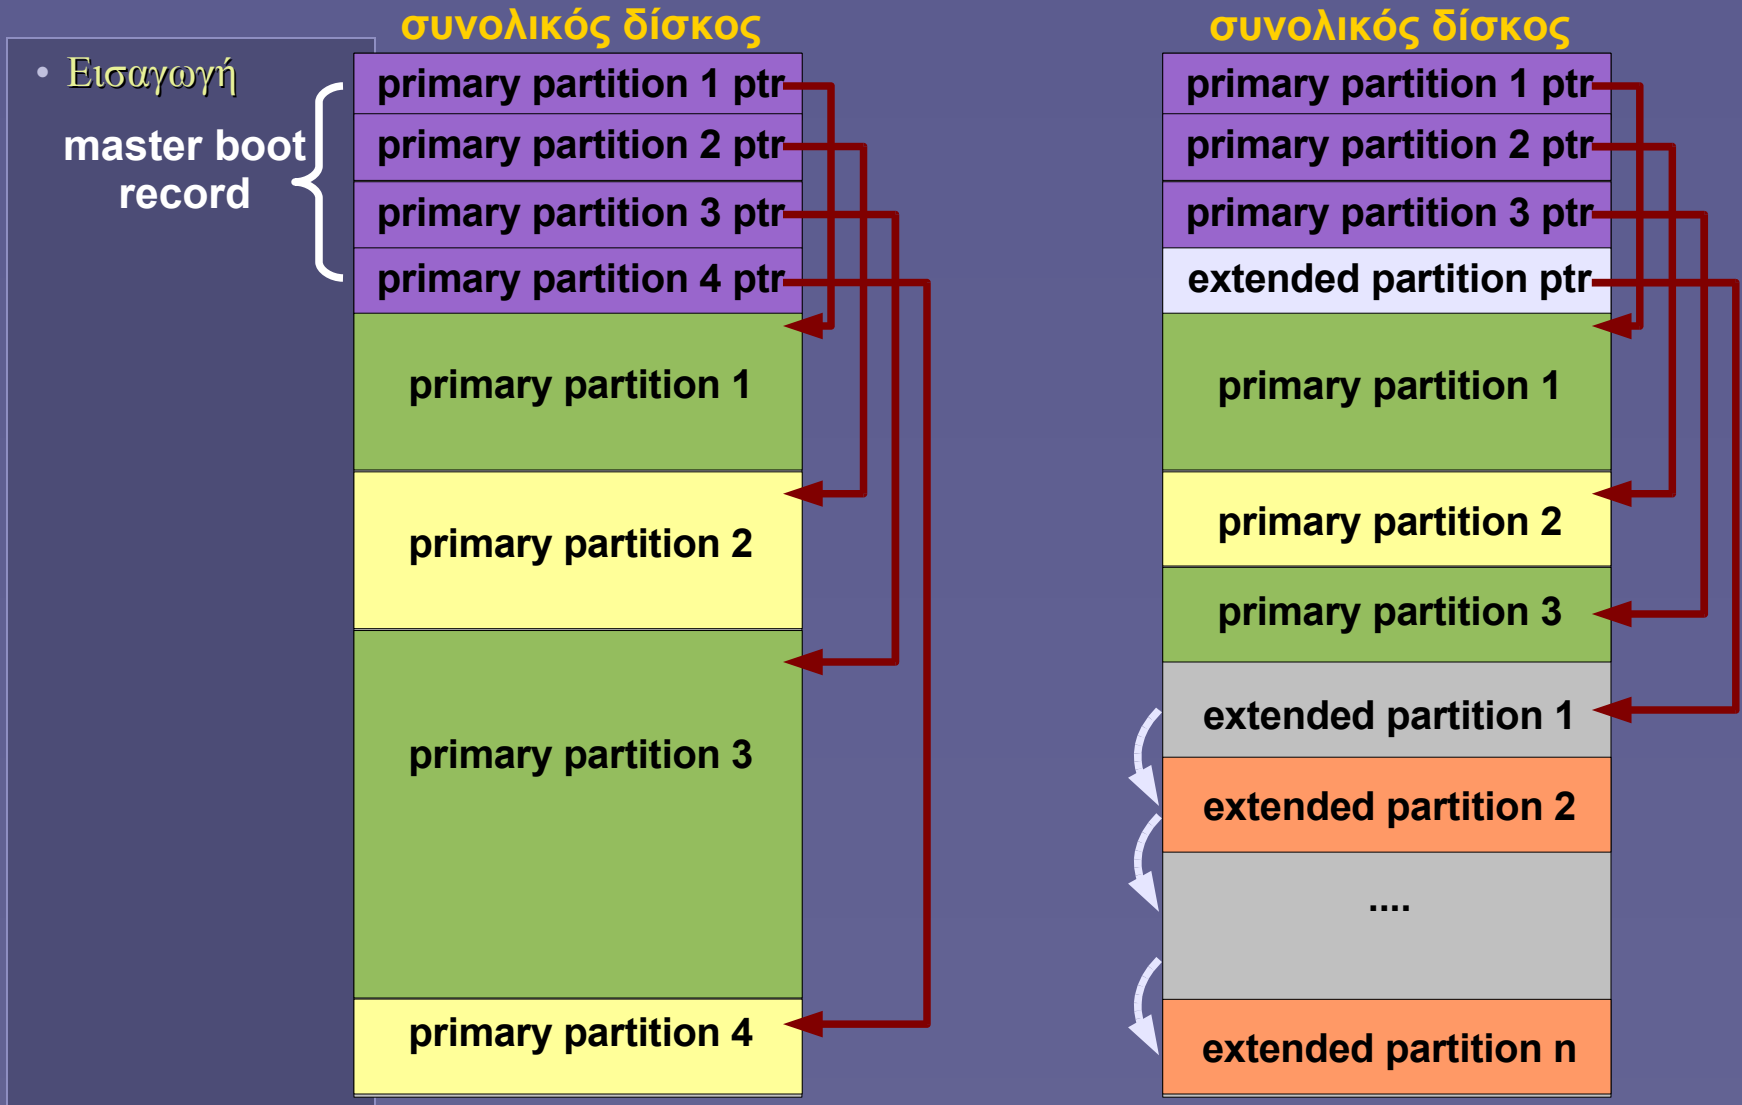 • Εισαγωγή
master boot
record
συνολικός δίσκος
primary partition 1 ptr
primary partition 2 ptr
primary partition 3 ptr
primary partition 4 ptr
primary partition 1
primary partition 2
primary partition 3
primary partition 4
συνολικός δίσκος
primary partition 1 ptr
primary partition 2 ptr
primary partition 3 ptr
extended partition ptr
primary partition 1
primary partition 2
primary partition 3
extended partition 1
extended partition 2
....
extended partition n